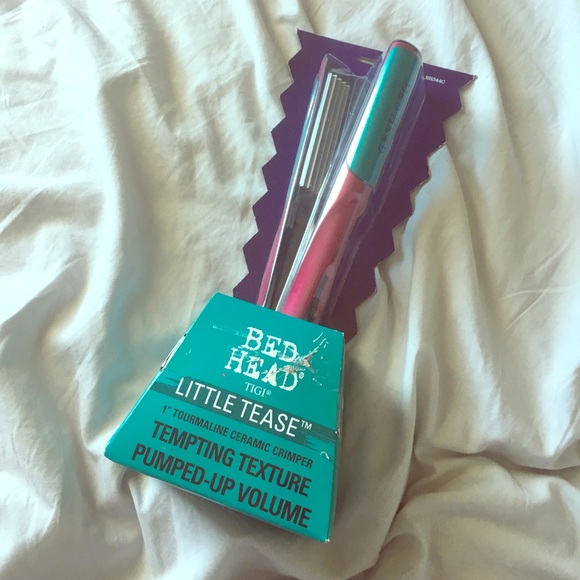 BED
HEAD®
TIGI®
LITTLE TEASE™
1" TOURMALINE CERAMIC CRIMPER
TEMPTING TEXTURE
PUMPED-UP VOLUME